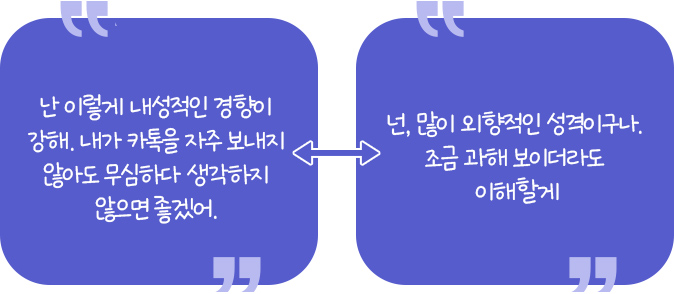 난 이렇게 내성적인 경향이
강해. 내가 카톡을 자주 보내지
않아도 무심하다 생각하지
않으면 좋겠어.
넌, 많이 외향적인 성격이구나.
조금 과해 보이더라도
이해할게